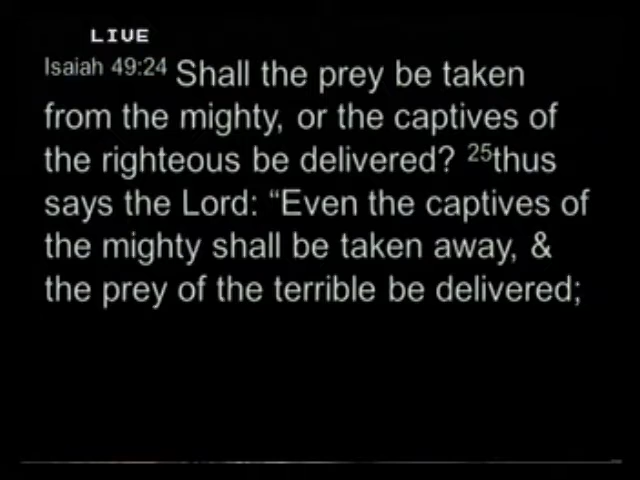 LIVE
Isaiah 49:24 Shall the prey be taken
from the mighty, or the captives of
the righteous be delivered? 25thus
says the Lord: “Even the captives of
the mighty shall be taken away, &
the prey of the terrible be delivered;